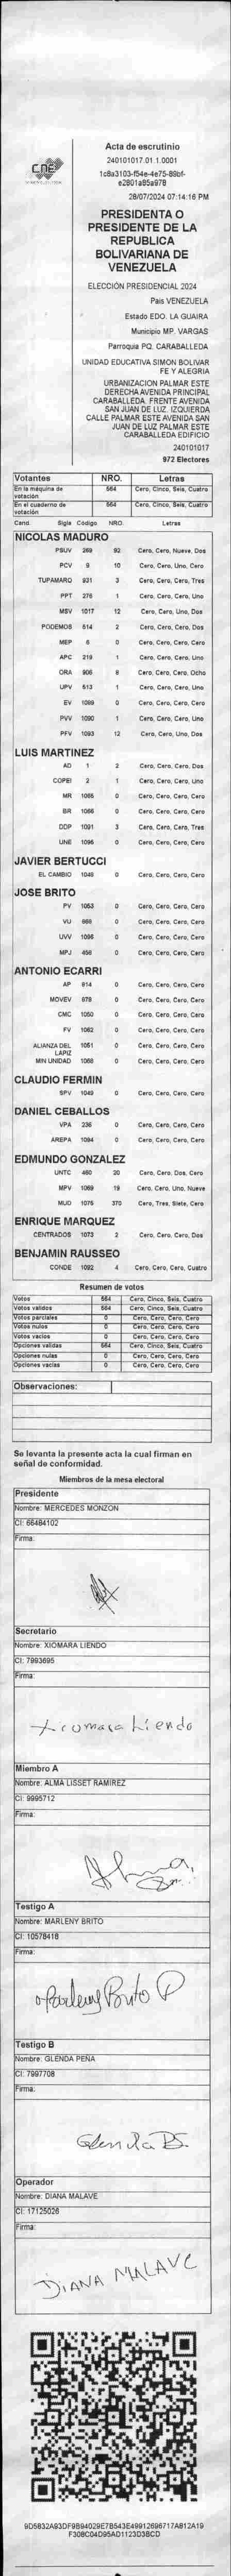 CNE
Acta de escrutinio
240101017.01.1.0001
1c8a3103-f54e-4e75-89bf-
e2801a85a978
28/07/2024 07:14:16 PM
PRESIDENTA O
PRESIDENTE DE LA
REPUBLICA
BOLIVARIANA DE
VENEZUELA
ELECCIÓN PRESIDENCIAL 2024
País VENEZUELA
Estado EDO. LA GUAIRA
Municipio MP. VARGAS
Parroquia PQ. CARABALLEDA
UNIDAD EDUCATIVA SIMON BOLIVAR
FE Y ALEGRIA
URBANIZACION PALMAR ESTE
DERECHA AVENIDA PRINCIPAL
CARABALLEDA. FRENTE AVENIDA
SAN JUAN DE LUZ. IZQUIERDA
CALLE PALMAR ESTE AVENIDA SAN
JUAN DE LUZ PALMAR ESTE
CARABALLEDA EDIFICIO
240101017
972 Electores
Votantes NRO. Letras
En la máquina de votación 564 Cero, Cinco, Seis, Cuatro
En el cuaderno de votación 564 Cero, Cinco, Seis, Cuatro
Cand. Sigla Código NRO. Letras
NICOLAS MADURO
PSUV 269 92 Cero, Cero, Nueve, Dos
PCV 9 10 Cero, Cero, Uno, Cero
TUPAMARO 931 3 Cero, Cero, Cero, Tres
PPT 276 1 Cero, Cero, Cero, Uno
MSV 1017 12 Cero, Cero, Uno, Dos
PODEMOS 514 2 Cero, Cero, Cero, Dos
MEP 6 0 Cero, Cero, Cero, Cero
APC 219 1 Cero, Cero, Cero, Uno
ORA 906 8 Cero, Cero, Cero, Ocho
UPV 513 1 Cero, Cero, Cero, Uno
EV 1089 0 Cero, Cero, Cero, Cero
PVV 1090 1 Cero, Cero, Cero, Uno
PFV 1093 12 Cero, Cero, Uno, Dos
LUIS MARTINEZ
AD 1 2 Cero, Cero, Cero, Dos
COPEI 2 1 Cero, Cero, Cero, Uno
MR 1065 0 Cero, Cero, Cero, Cero
BR 1066 0 Cero, Cero, Cero, Cero
DDP 1091 3 Cero, Cero, Cero, Tres
UNE 1096 0 Cero, Cero, Cero, Cero
JAVIER BERTUCCI
EL CAMBIO 1048 0 Cero, Cero, Cero, Cero
JOSE BRITO
PV 1053 0 Cero, Cero, Cero, Cero
VU 868 0 Cero, Cero, Cero, Cero
UVV 1098 0 Cero, Cero, Cero, Cero
MPJ 456 0 Cero, Cero, Cero, Cero
ANTONIO ECARRI
AP 914 0 Cero, Cero, Cero, Cero
MOVEV 678 0 Cero, Cero, Cero, Cero
CMC 1050 0 Cero, Cero, Cero, Cero
FV 1062 0 Cero, Cero, Cero, Cero
ALIANZA DEL LAPIZ 1051 0 Cero, Cero, Cero, Cero
MIN UNIDAD 1068 0 Cero, Cero, Cero, Cero
CLAUDIO FERMIN
SPV 1049 0 Cero, Cero, Cero, Cero
DANIEL CEBALLOS
VPA 236 0 Cero, Cero, Cero, Cero
AREPA 1094 0 Cero, Cero, Cero, Cero
EDMUNDO GONZALEZ
UNTC 460 20 Cero, Cero, Dos, Cero
MPV 1069 19 Cero, Cero, Uno, Nueve
MUD 1076 370 Cero, Tres, Siete, Cero
ENRIQUE MARQUEZ
CENTRADOS 1073 2 Cero, Cero, Cero, Dos
BENJAMIN RAUSSEO
CONDE 1092 4 Cero, Cero, Cero, Cuatro
Resumen de votos
Votos 564 Cero, Cinco, Seis, Cuatro
Votos validos 564 Cero, Cinco, Seis, Cuatro
Votos parciales 0 Cero, Cero, Cero, Cero
Votos nulos 0 Cero, Cero, Cero, Cero
Votos vacios 0 Cero, Cero, Cero, Cero
Opciones validas 564 Cero, Cinco, Seis, Cuatro
Opciones nulas 0 Cero, Cero, Cero, Cero
Opciones vacias 0 Cero, Cero, Cero, Cero
Observaciones:
Se levanta la presente acta la cual firman en
señal de conformidad.
Miembros de la mesa electoral
Presidente
Nombre: MERCEDES MONZON
CI: 66484102
Firma:
Secretario
Nombre: XIOMARA LIENDO
CI: 7993695
Firma:
Xiomara Liendo
Miembro A
Nombre: ALMA LISSET RAMIREZ
CI: 9995712
Firma:
Testigo A
Nombre: MARLENY BRITO
CI: 10578418
Firma:
Marleny Brito P
Testigo B
Nombre: GLENDA PEÑA
CI: 7997708
Firma:
Operador
Nombre: DIANA MALAVE
CI: 17125026
Firma:
DIANA MALAVE
9D5832A93DF9B94029E7B543E49912696717A812A19
F308C04D95AD1123D38CD